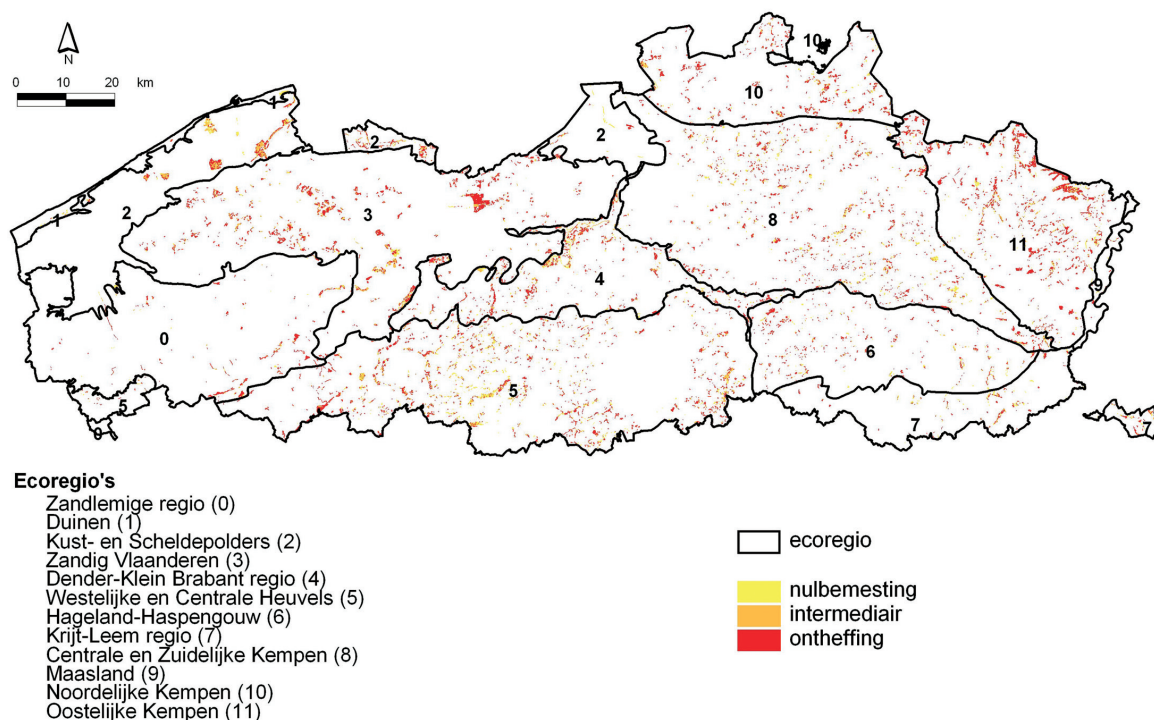 N
0 10 20 km
10
10
1
2
2
1
2
3
8
11
9
4
0
6
5
5
7
7
0
Ecoregio's
Zandlemige regio (0)
Duinen (1)
Kust- en Scheldepolders (2)
Zandig Vlaanderen (3)
Dender-Klein Brabant regio (4)
Westelijke en Centrale Heuvels (5)
Hageland-Haspengouw (6)
Krijt-Leem regio (7)
Centrale en Zuidelijke Kempen (8)
Maasland (9)
Noordelijke Kempen (10)
Oostelijke Kempen (11)
ecoregio
nulbemesting
intermediair
ontheffing